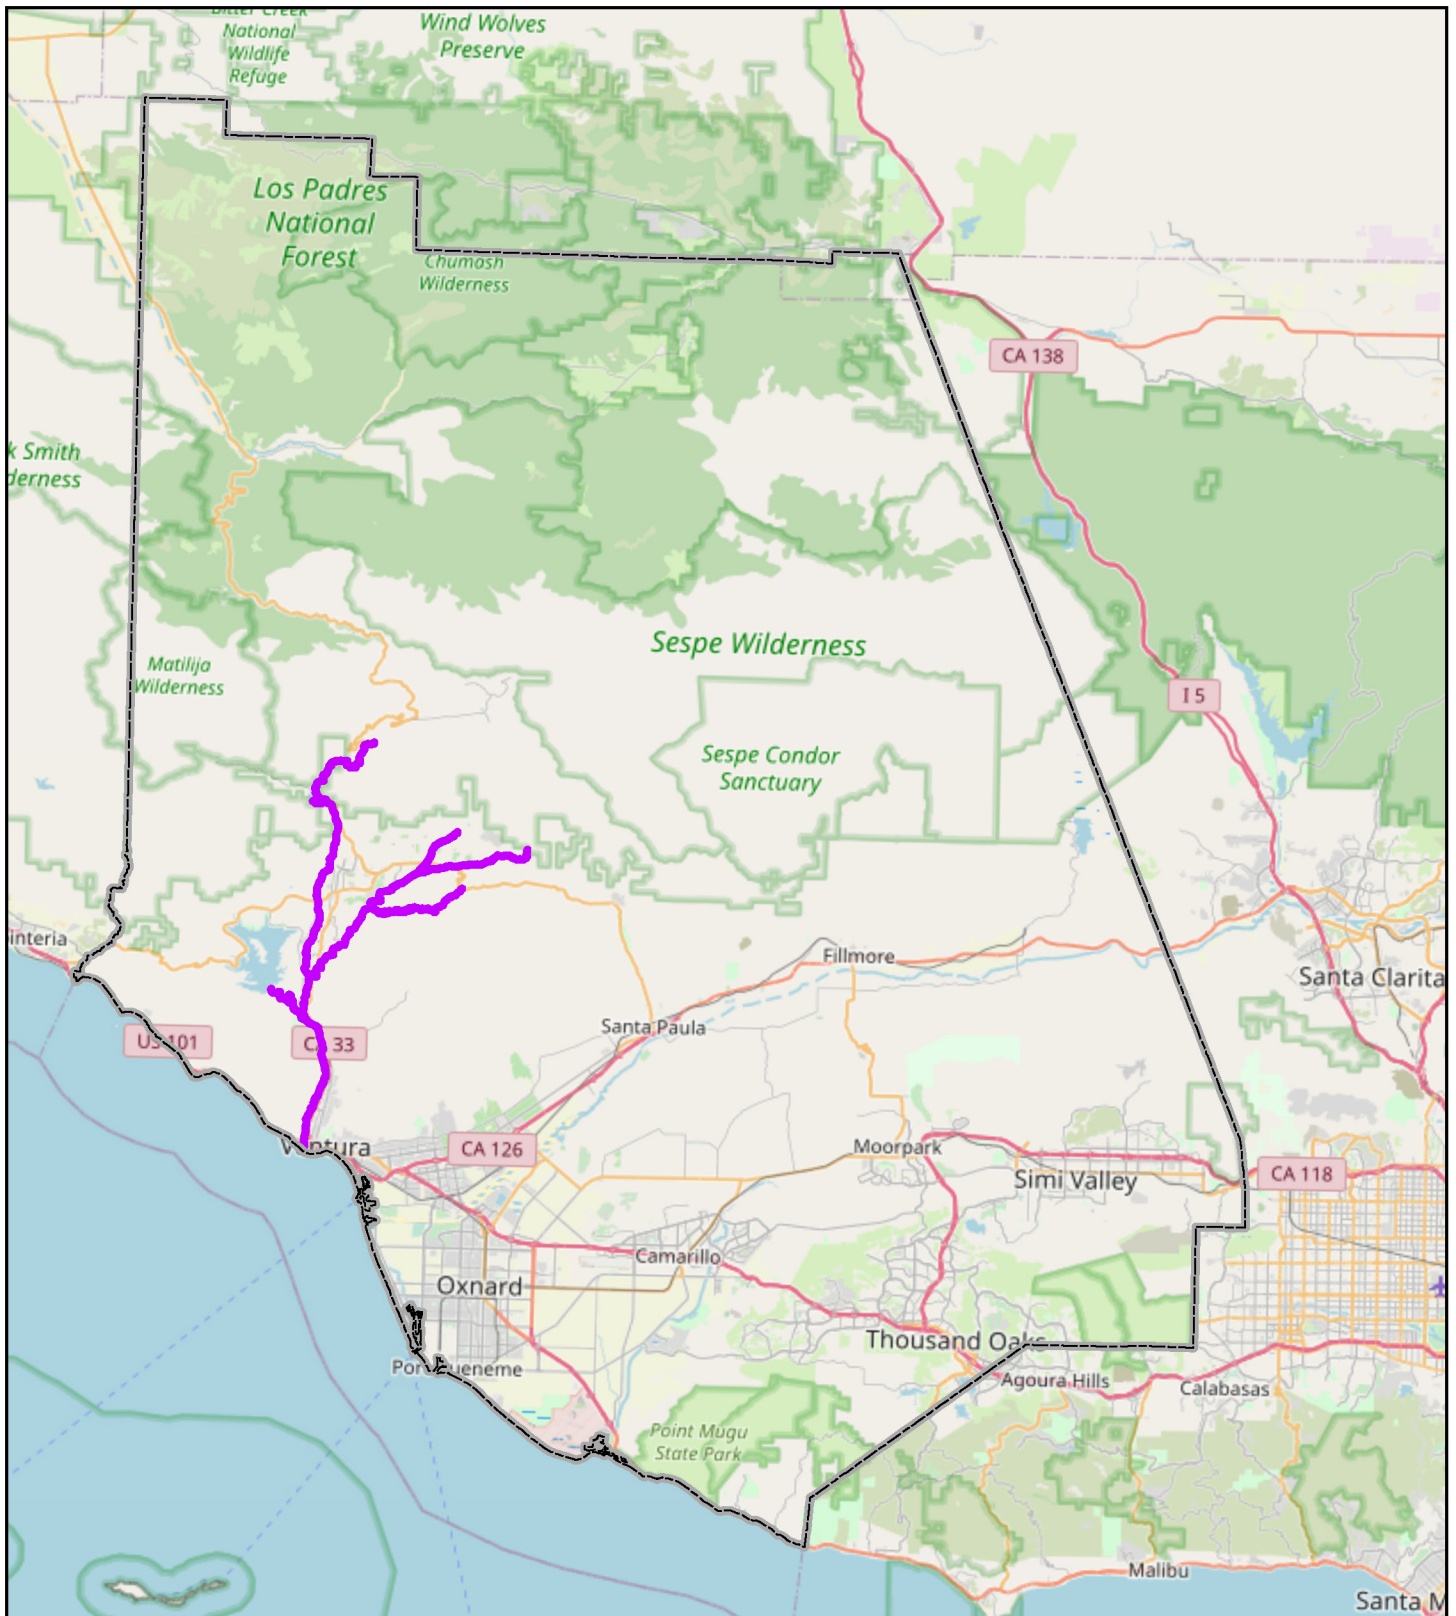 Bitter Creek
National
Wildlife
Refuge
Wind Wolves
Preserve
Los Padres
National
Forest
Chumash
Wilderness
CA 138
k Smith
derness
Sespe Wilderness
Matilija
Wilderness
I 5
Sespe Condor
Sanctuary
interia
Fillmore
Santa Clarita
Santa Paula
US 101
CA 33
Ventura
CA 126
Moorpark
Simi Valley
CA 118
Camarillo
Oxnard
Thousand Oaks
Port Hueneme
Agoura Hills
Calabasas
Point Mugu
State Park
Malibu
Santa M